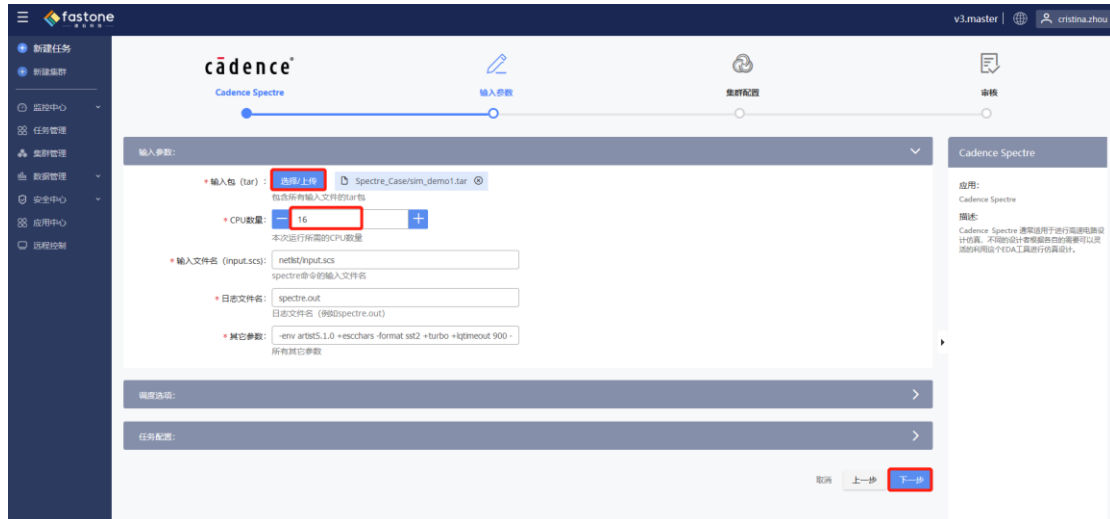 fastone
v3.master
cristina.zhou
新建任务
新建集群
监控中心
任务管理
集群管理
数据管理
安全中心
应用中心
远程控制
cādence®
Cadence Spectre
输入参数
集群配置
审核
输入参数:
* 输入包 (tar) :
选择/上传
Spectre_Case/sim_demo1.tar
包含所有输入文件的tar包
* CPU数量:
16
本次运行所需的CPU数量
* 输入文件名 (input.scs):
netlist/input.scs
spectre命令的输入文件名
* 日志文件名:
spectre.out
日志文件名 (例如spectre.out)
* 其它参数:
-env artist5.1.0 +escchars -format sst2 +turbo +lqtimeout 900 -
所有其它参数
调度选项:
任务配置:
取消
上一步
下一步
Cadence Spectre
应用:
Cadence Spectre
描述:
Cadence Spectre 通常适用于进行高速电路设
计仿真。不同的设计者根据各自的需要可以灵
活的利用这个EDA工具进行仿真设计。